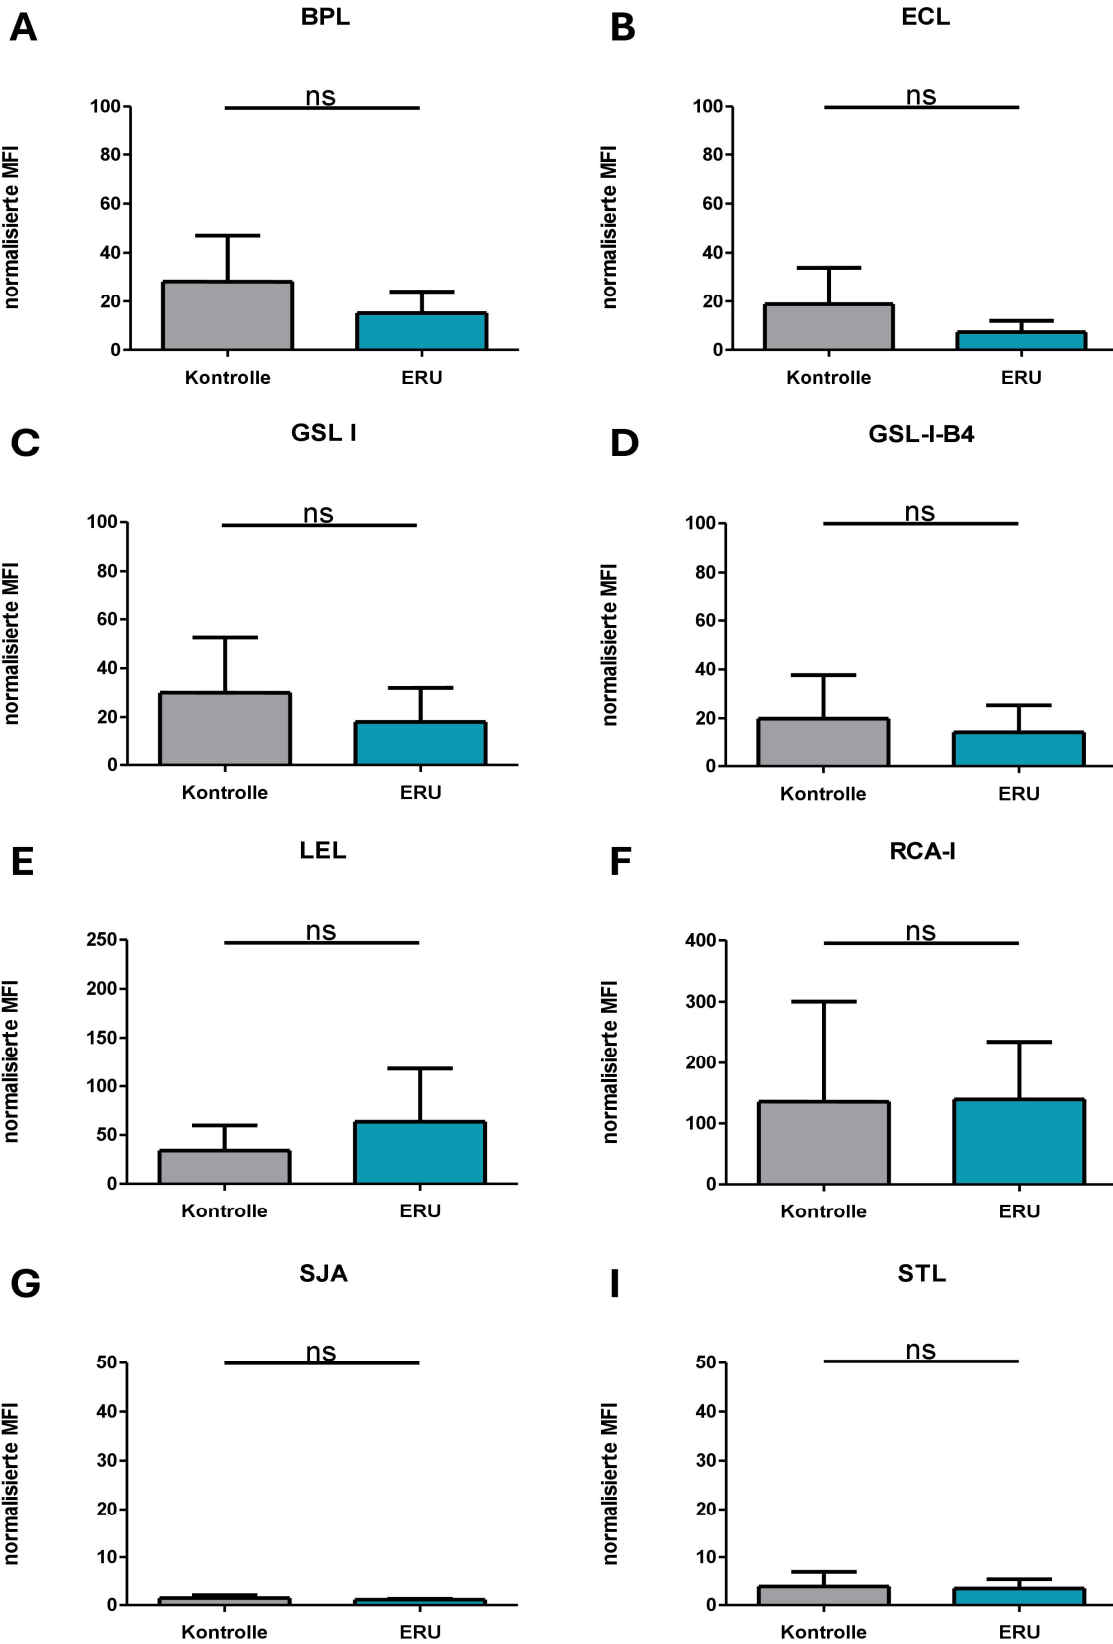 A
BPL
ns
normalisierte MFI
100
80
60
40
20
0
Kontrolle
ERU
B
ECL
ns
normalisierte MFI
100
80
60
40
20
0
Kontrolle
ERU
C
GSL I
ns
normalisierte MFI
100
80
60
40
20
0
Kontrolle
ERU
D
GSL-I-B4
ns
normalisierte MFI
100
80
60
40
20
0
Kontrolle
ERU
E
LEL
ns
normalisierte MFI
250
200
150
100
50
0
Kontrolle
ERU
F
RCA-I
ns
normalisierte MFI
400
300
200
100
0
Kontrolle
ERU
G
SJA
ns
normalisierte MFI
50
40
30
20
10
0
Kontrolle
ERU
I
STL
ns
normalisierte MFI
50
40
30
20
10
0
Kontrolle
ERU